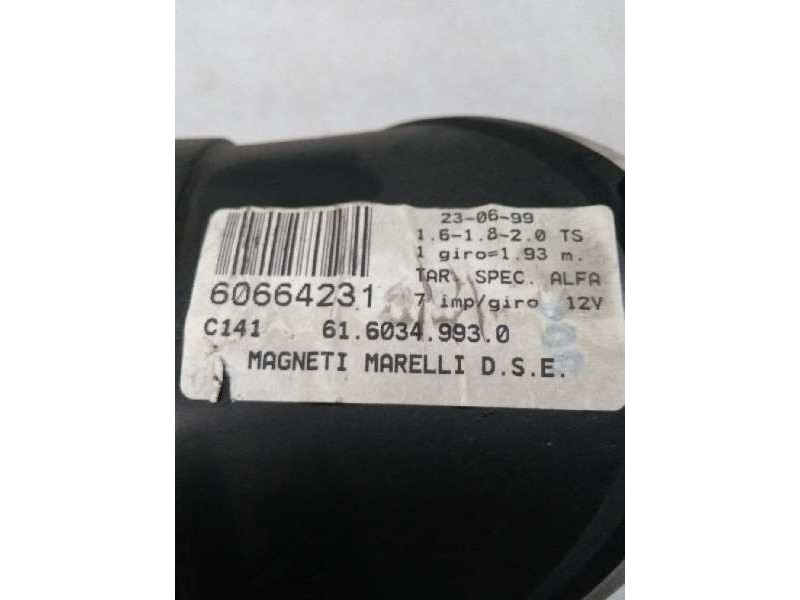 23-06-99
1.6-1.8-2.0 TS
1 giro=1.93 m.
TAR. SPEC. ALFA
60664231 7 imp/giro 12V
C141 61.6034.993.0
MAGNETI MARELLI D.S.E.